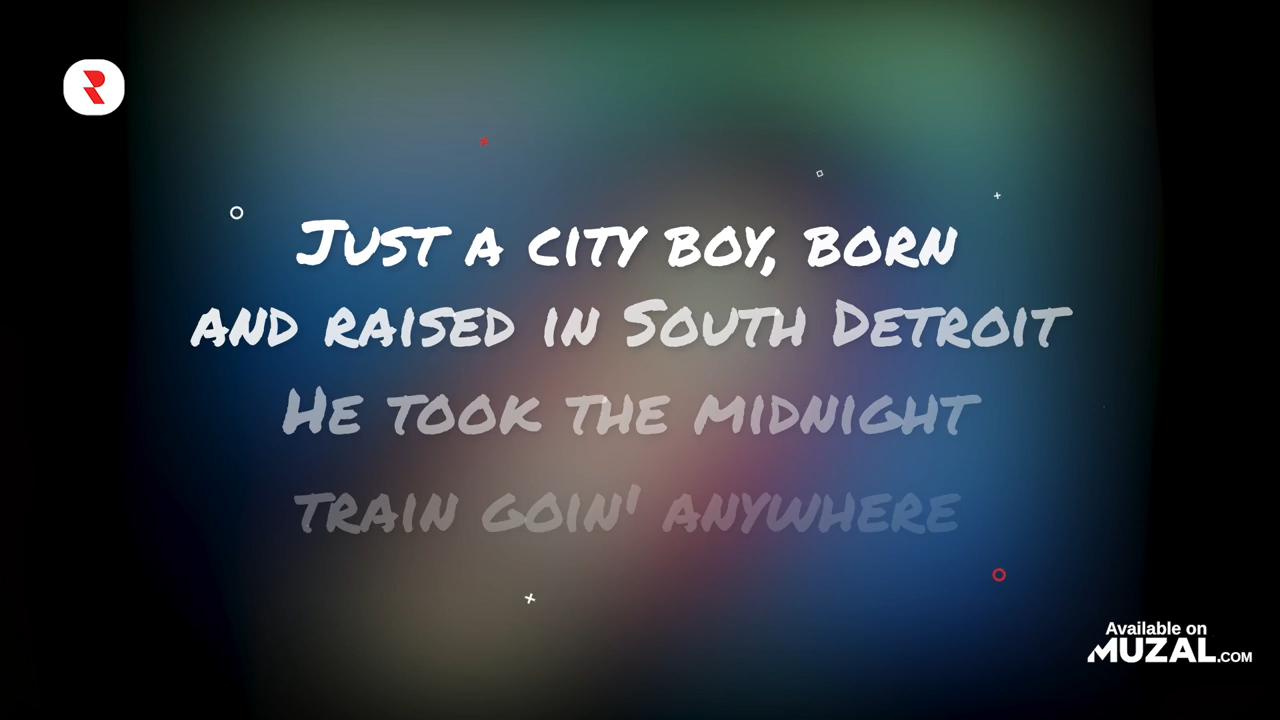 Just a city boy, born
and raised in South Detroit
He took the midnight
train goin' anywhere
Available on
MUZAL.COM